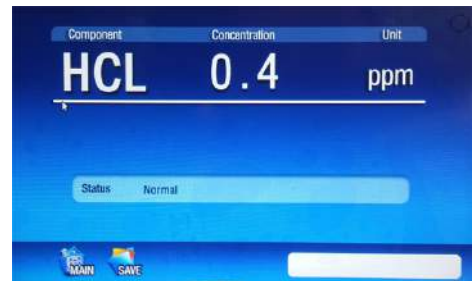 Component Concentration Unit
HCL 0.4 ppm
Status Normal
MAIN SAVE